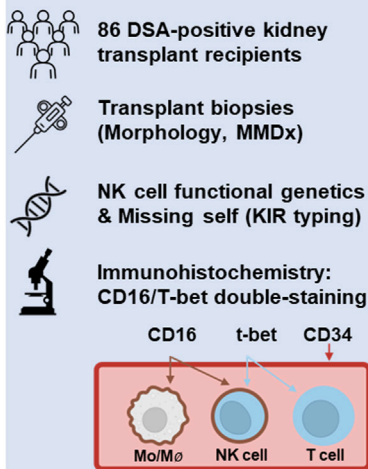 86 DSA-positive kidney
transplant recipients
Transplant biopsies
(Morphology, MMDx)
NK cell functional genetics
& Missing self (KIR typing)
Immunohistochemistry:
CD16/T-bet double-staining
CD16 t-bet CD34
Mo/Mø NK cell T cell